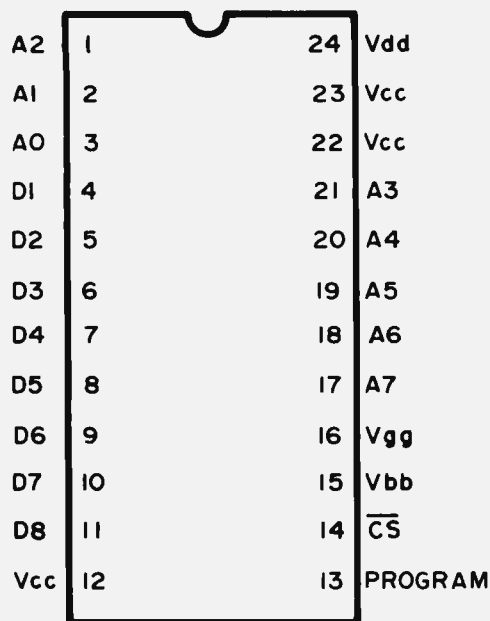 A2 1 24 Vdd
A1 2 23 Vcc
A0 3 22 Vcc
D1 4 21 A3
D2 5 20 A4
D3 6 19 A5
D4 7 18 A6
D5 8 17 A7
D6 9 16 Vgg
D7 10 15 Vbb
D8 11 14 C̅S̅
Vcc 12 13 PROGRAM